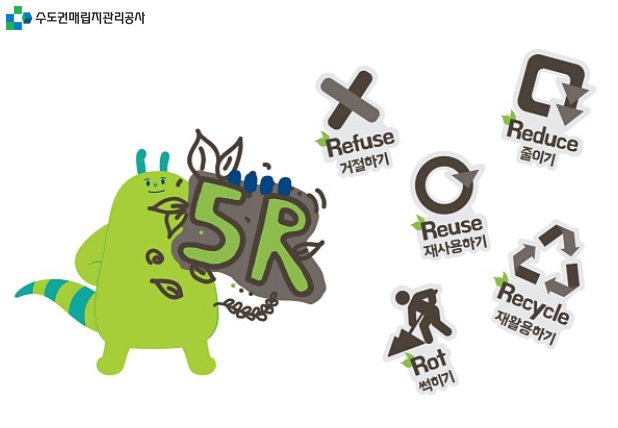 수도권매립지관리공사
5R
Refuse
거절하기
Reduce
줄이기
Reuse
재사용하기
Recycle
재활용하기
Rot
썩히기